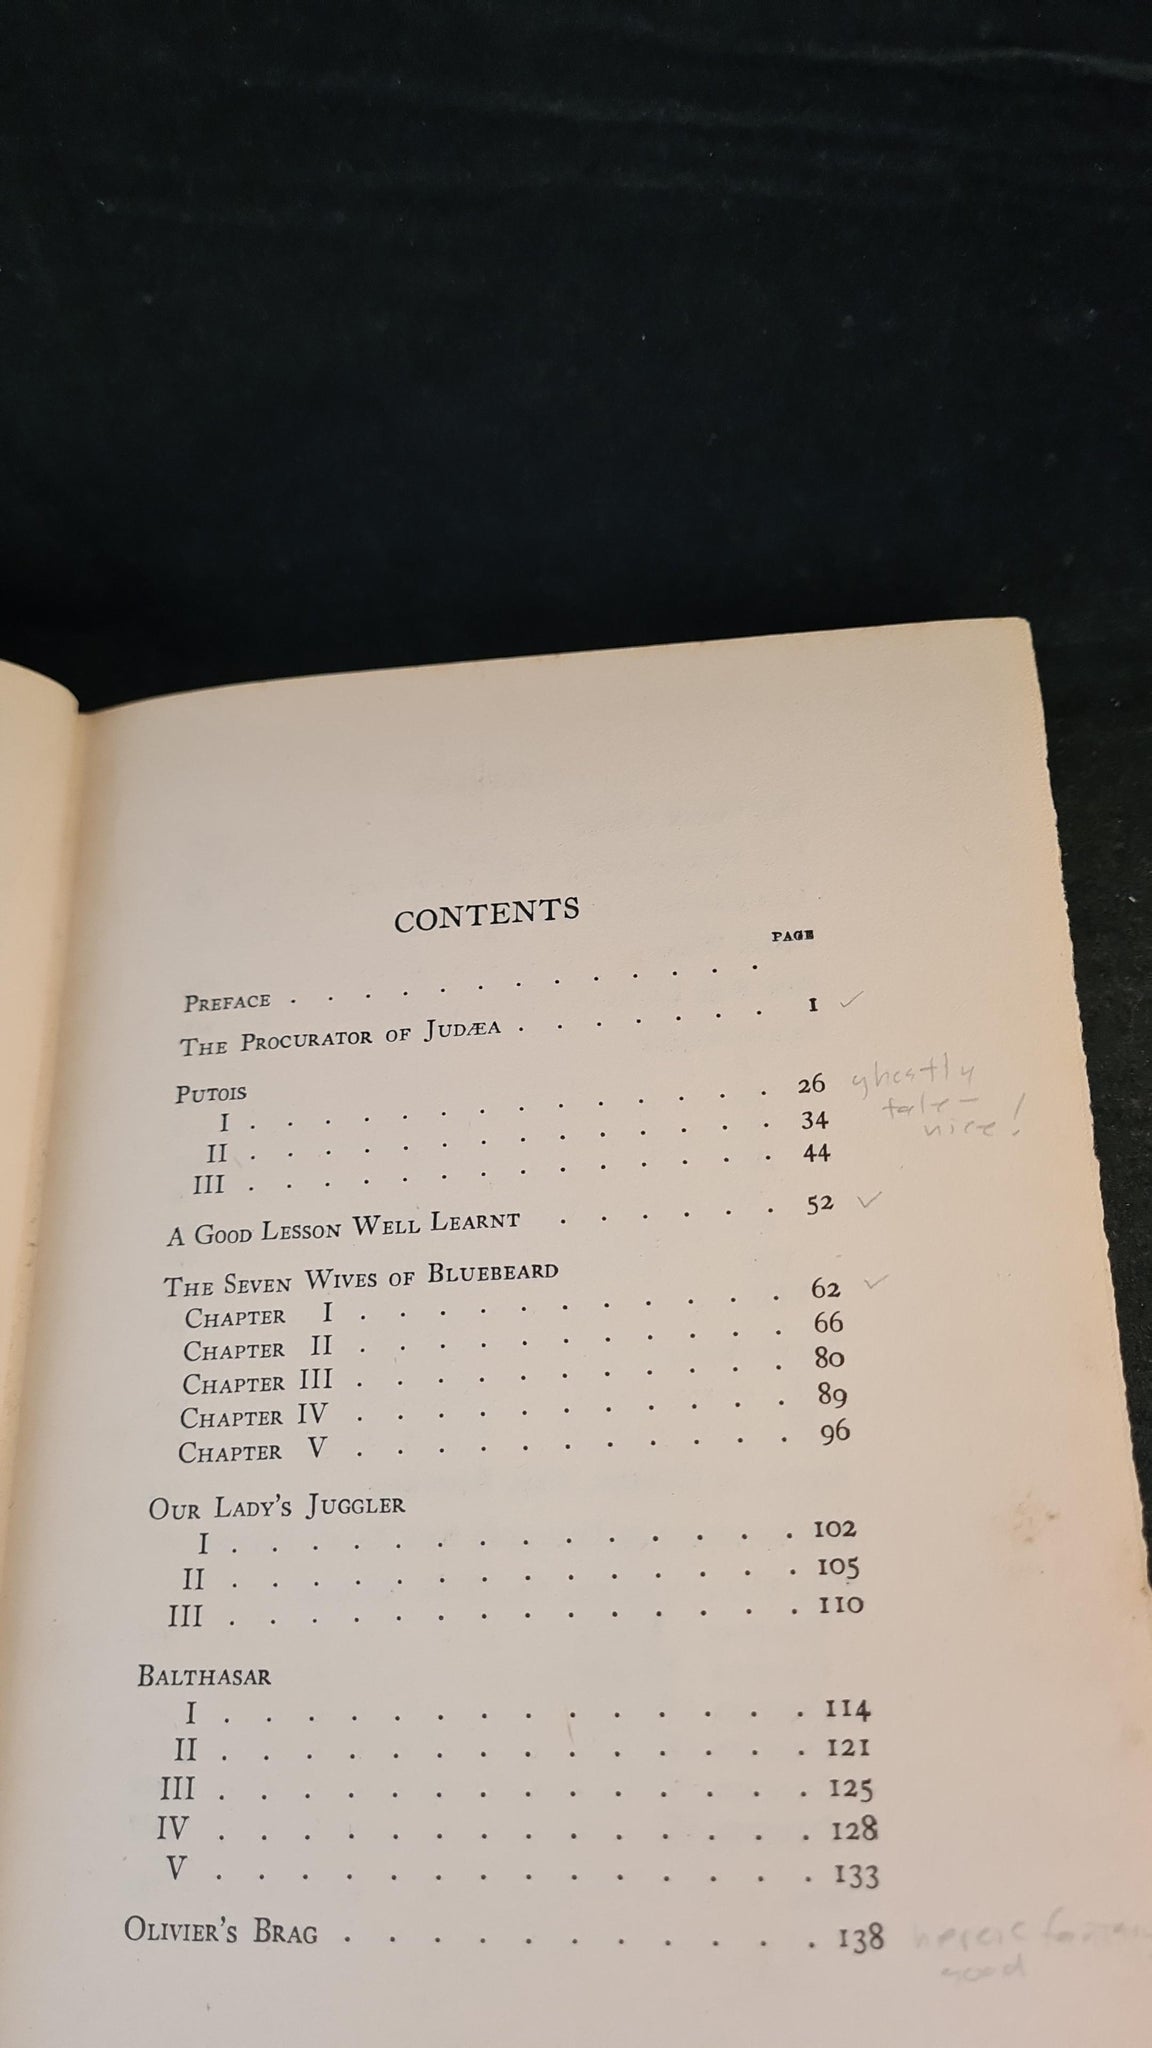 CONTENTS
PAGE
PREFACE . . . . . . . . . . . . .
THE PROCURATOR OF JUDÆA . . . . . . . 1 ✓
PUTOIS
I . . . . . . . . . . . . . . 26 ghostly
II . . . . . . . . . . . . . . 34 tale –
III . . . . . . . . . . . . . . 44 nice!
A GOOD LESSON WELL LEARNT . . . . . . 52 ✓
THE SEVEN WIVES OF BLUEBEARD
CHAPTER I . . . . . . . . . . . 62 ✓
CHAPTER II . . . . . . . . . . . 66
CHAPTER III . . . . . . . . . . . 80
CHAPTER IV . . . . . . . . . . . 89
CHAPTER V . . . . . . . . . . . 96
OUR LADY'S JUGGLER
I . . . . . . . . . . . . . . 102
II . . . . . . . . . . . . . . 105
III . . . . . . . . . . . . . . 110
BALTHASAR
I . . . . . . . . . . . . . . 114
II . . . . . . . . . . . . . . 121
III . . . . . . . . . . . . . . 125
IV . . . . . . . . . . . . . . 128
V . . . . . . . . . . . . . . 133
OLIVIER'S BRAG . . . . . . . . . . . . 138
good